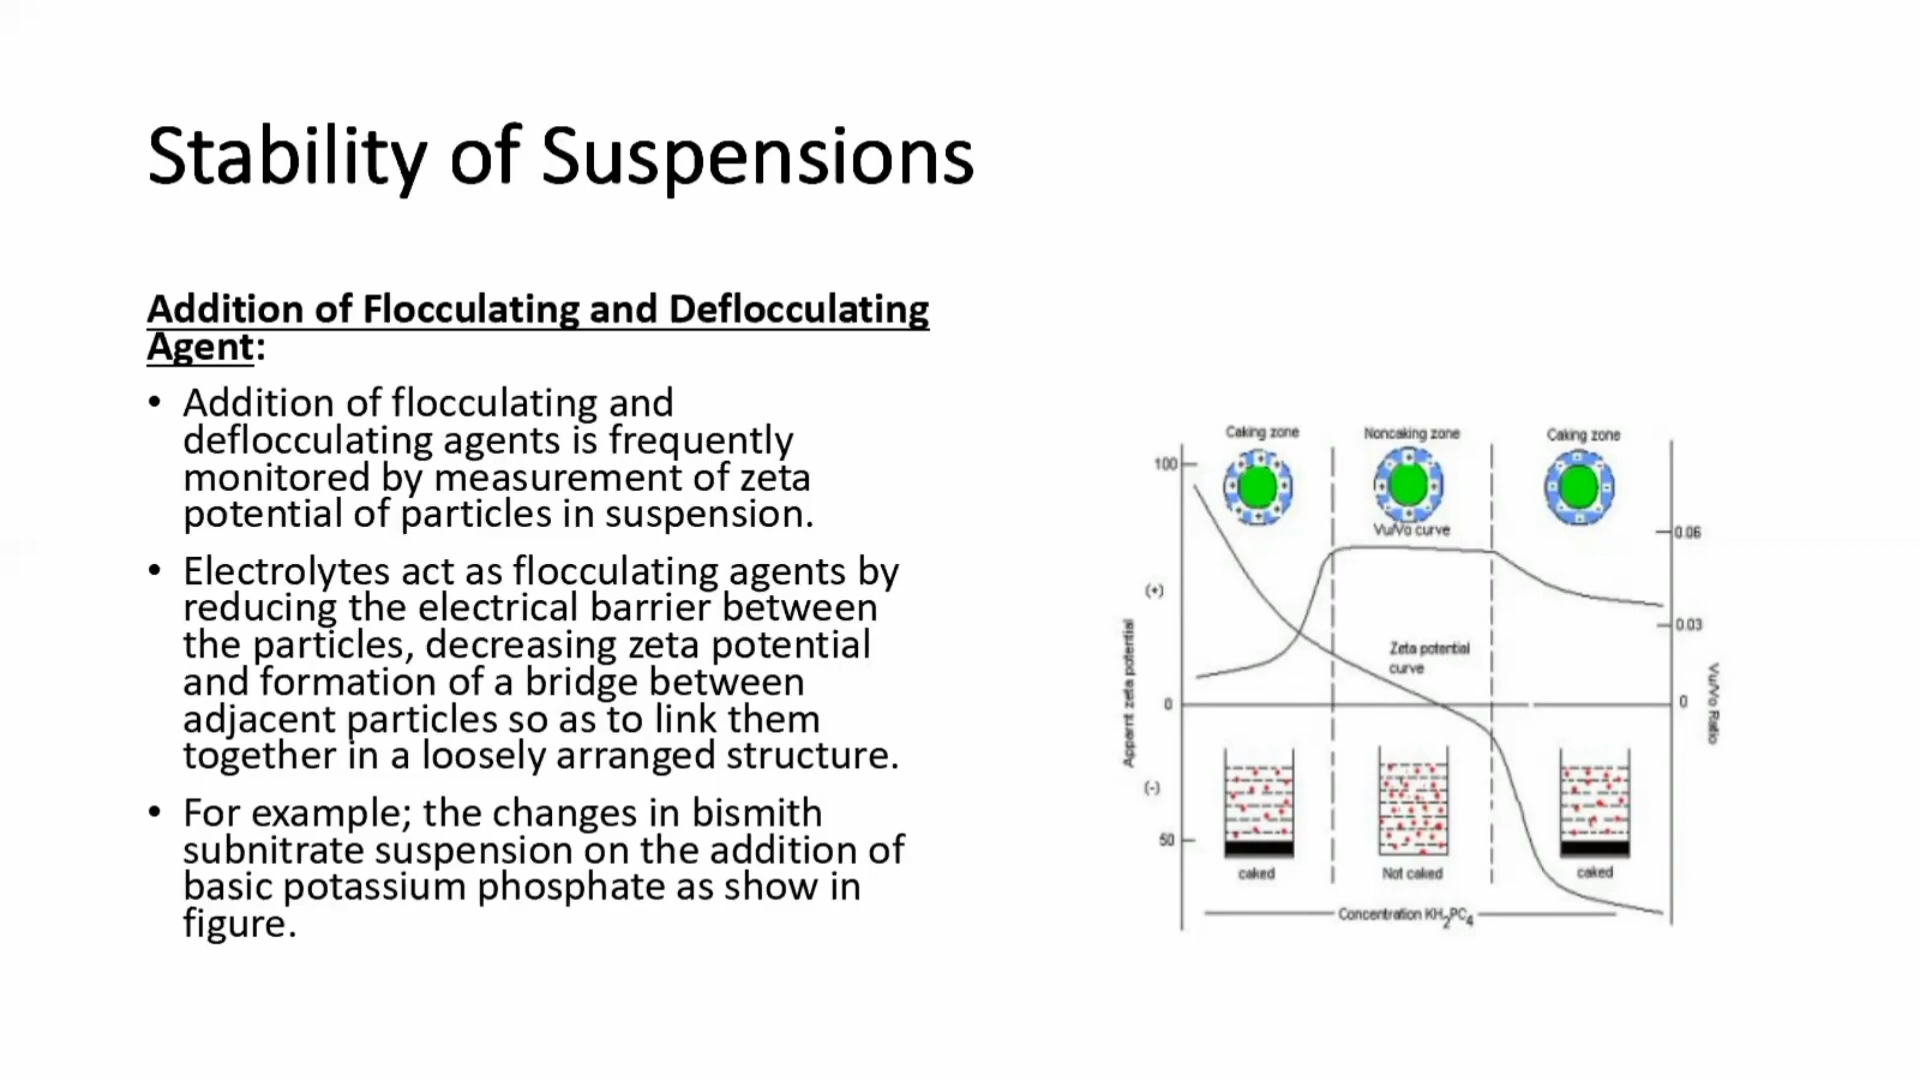 Stability of Suspensions
Addition of Flocculating and Deflocculating
Agent:
• Addition of flocculating and
deflocculating agents is frequently
monitored by measurement of zeta
potential of particles in suspension.
• Electrolytes act as flocculating agents by
reducing the electrical barrier between
the particles, decreasing zeta potential
and formation of a bridge between
adjacent particles so as to link them
together in a loosely arranged structure.
• For example; the changes in bismith
subnitrate suspension on the addition of
basic potassium phosphate as show in
figure.
Caking zone
Noncaking zone
Caking zone
100
Vu/Vo curve
0.06
(+)
0.03
Apparrt zeta potential
Zeta potential
curve
Vu/Vo Ratio
0
0
(-)
50
caked
Not caked
caked
Concentration KH2PC4